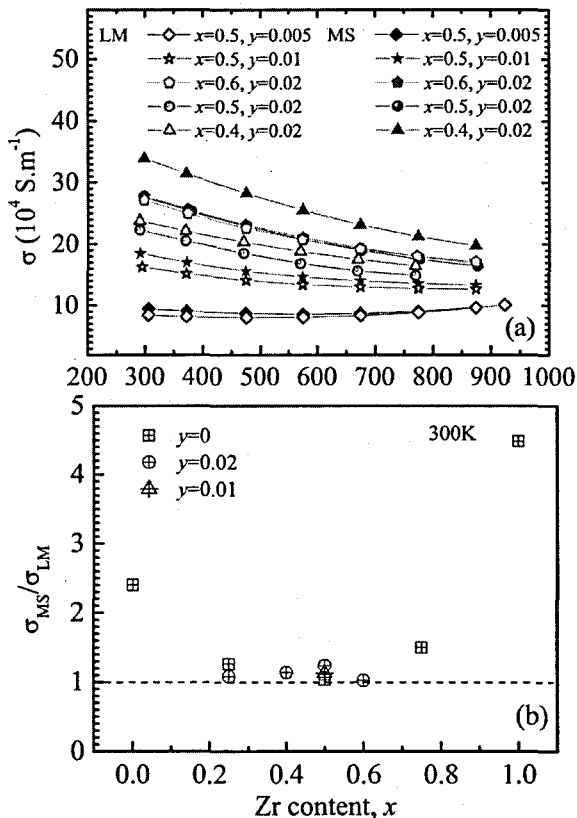 50
40
30
20
10
σ (10⁴ S.m⁻¹)
LM MS
x=0.5, y=0.005 x=0.5, y=0.005
x=0.5, y=0.01 x=0.5, y=0.01
x=0.6, y=0.02 x=0.6, y=0.02
x=0.5, y=0.02 x=0.5, y=0.02
x=0.4, y=0.02 x=0.4, y=0.02
(a)
200 300 400 500 600 700 800 900 1000
5
4
3
2
1
0
σMS/σLM
y=0 300K
y=0.02
y=0.01
(b)
0.0 0.2 0.4 0.6 0.8 1.0
Zr content, x